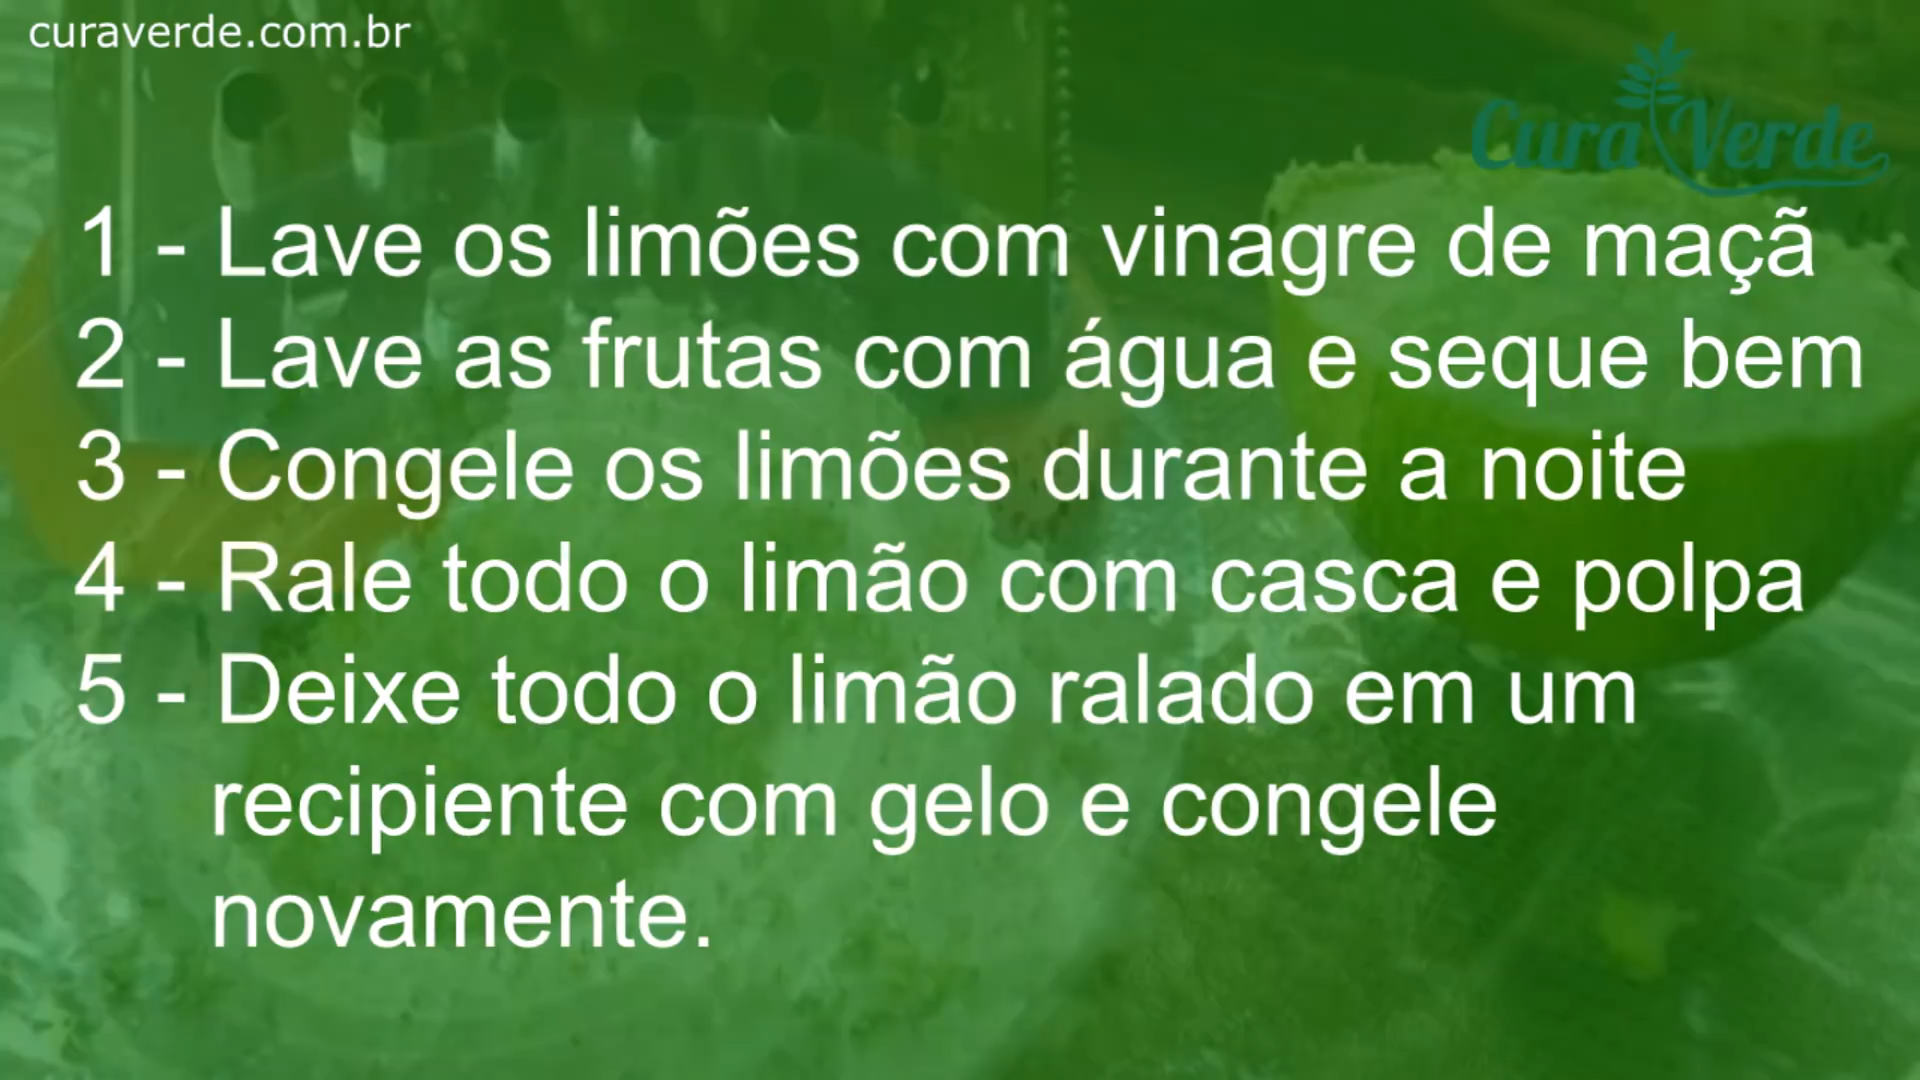 curaverde.com.br
Cura Verde
1 - Lave os limões com vinagre de maçã
2 - Lave as frutas com água e seque bem
3 - Congele os limões durante a noite
4 - Rale todo o limão com casca e polpa
5 - Deixe todo o limão ralado em um
recipiente com gelo e congele
novamente.